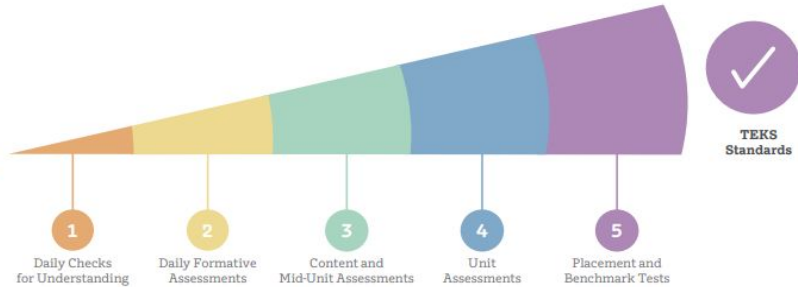 TEKS
Standards
1
2
3
4
5
Daily Checks
for Understanding
Daily Formative
Assessments
Content and
Mid-Unit Assessments
Unit
Assessments
Placement and
Benchmark Tests